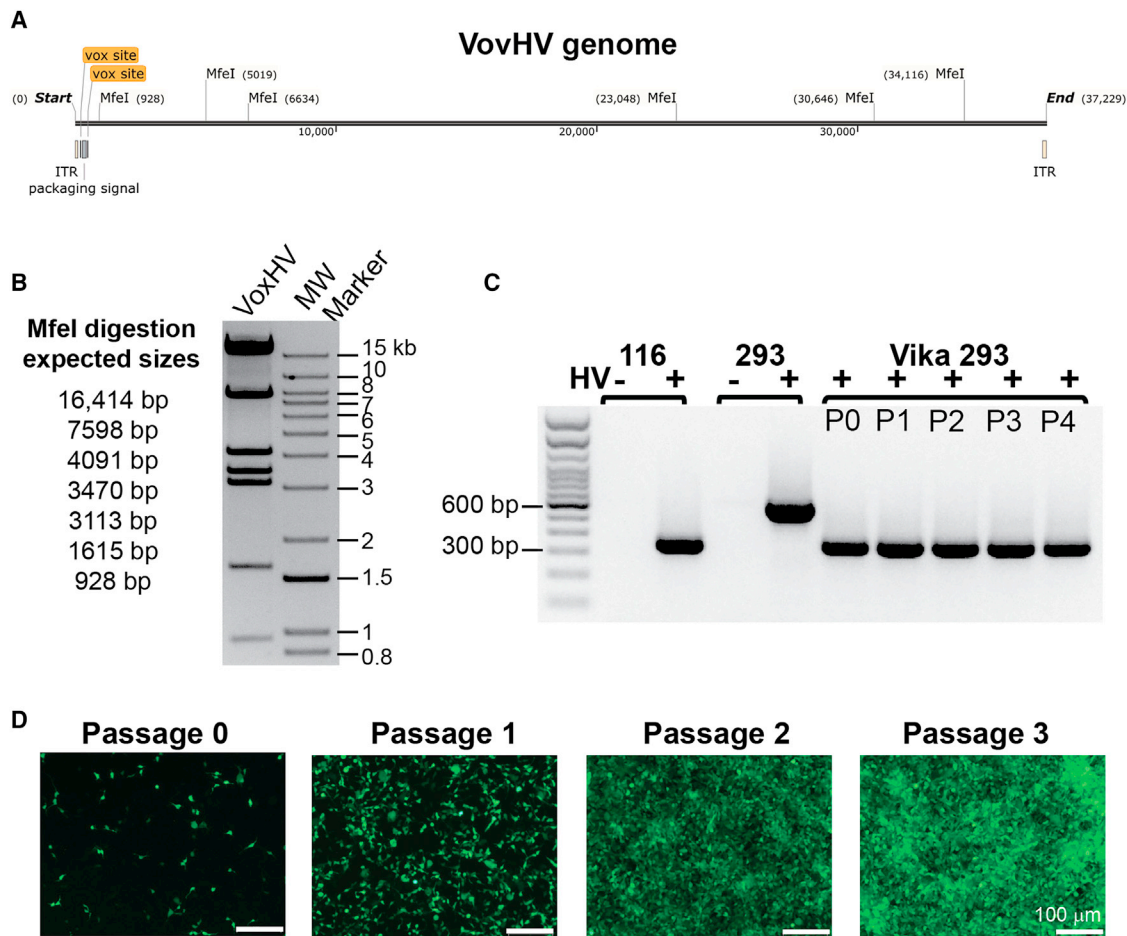 A
VovHV genome
vox site
vox site
(0) Start
MfeI (928)
MfeI (5019)
MfeI (6634)
(23,048) MfeI
(30,646) MfeI
(34,116) MfeI
End (37,229)
10,000
20,000
30,000
ITR
packaging signal
ITR
B
MfeI digestion
expected sizes
16,414 bp
7598 bp
4091 bp
3470 bp
3113 bp
1615 bp
928 bp
VoxHV
MW
Marker
15 kb
10
8
7
6
5
4
3
2
1.5
1
0.8
C
116
293
Vika 293
HV - + - + + + + + +
P0 P1 P2 P3 P4
600 bp
300 bp
D
Passage 0
Passage 1
Passage 2
Passage 3
100 μm